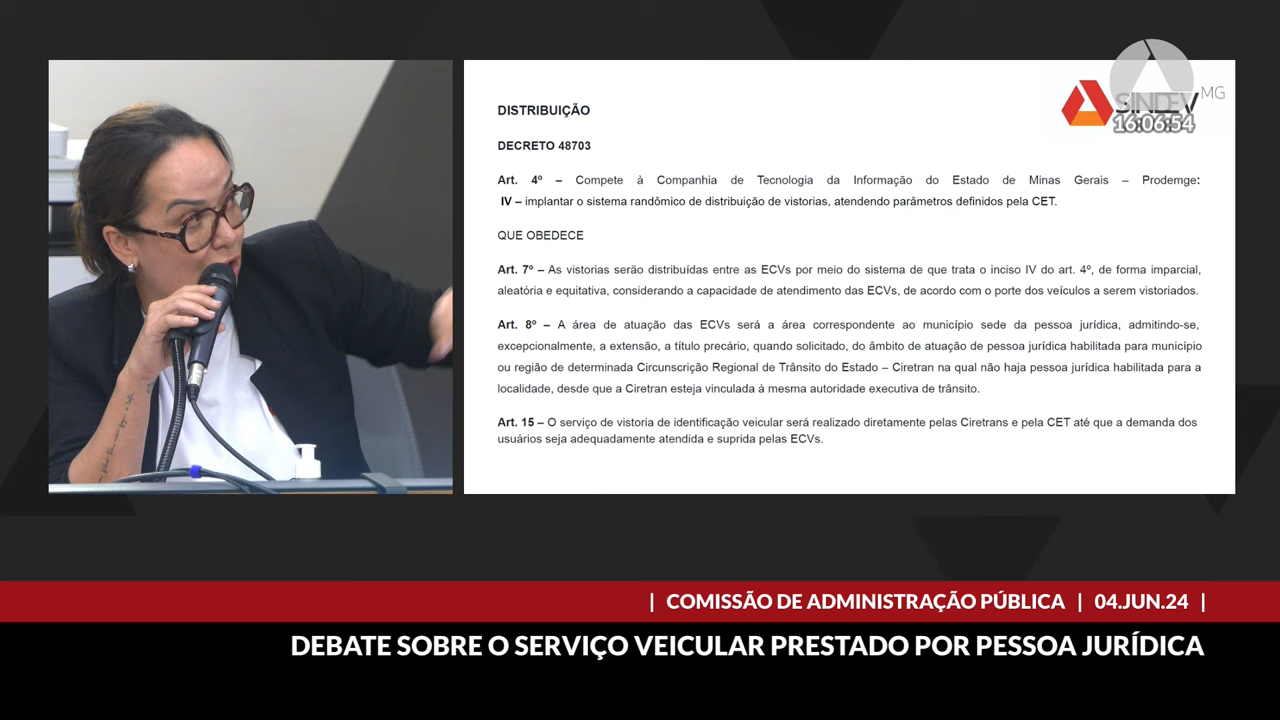 SINDEV MG
16:06:54
DISTRIBUIÇÃO
DECRETO 48703
Art. 4º – Compete à Companhia de Tecnologia da Informação do Estado de Minas Gerais – Prodemge:
IV – implantar o sistema randômico de distribuição de vistorias, atendendo parâmetros definidos pela CET.
QUE OBEDECE
Art. 7º – As vistorias serão distribuídas entre as ECVs por meio do sistema de que trata o inciso IV do art. 4º, de forma imparcial,
aleatória e equitativa, considerando a capacidade de atendimento das ECVs, de acordo com o porte dos veículos a serem vistoriados.
Art. 8º – A área de atuação das ECVs será a área correspondente ao município sede da pessoa jurídica, admitindo-se,
excepcionalmente, a extensão, a título precário, quando solicitado, do âmbito de atuação de pessoa jurídica habilitada para município
ou região de determinada Circunscrição Regional de Trânsito do Estado – Ciretran na qual não haja pessoa jurídica habilitada para a
localidade, desde que a Ciretran esteja vinculada à mesma autoridade executiva de trânsito.
Art. 15 – O serviço de vistoria de identificação veicular será realizado diretamente pelas Ciretrans e pela CET até que a demanda dos
usuários seja adequadamente atendida e suprida pelas ECVs.
| COMISSÃO DE ADMINISTRAÇÃO PÚBLICA | 04.JUN.24 |
DEBATE SOBRE O SERVIÇO VEICULAR PRESTADO POR PESSOA JURÍDICA